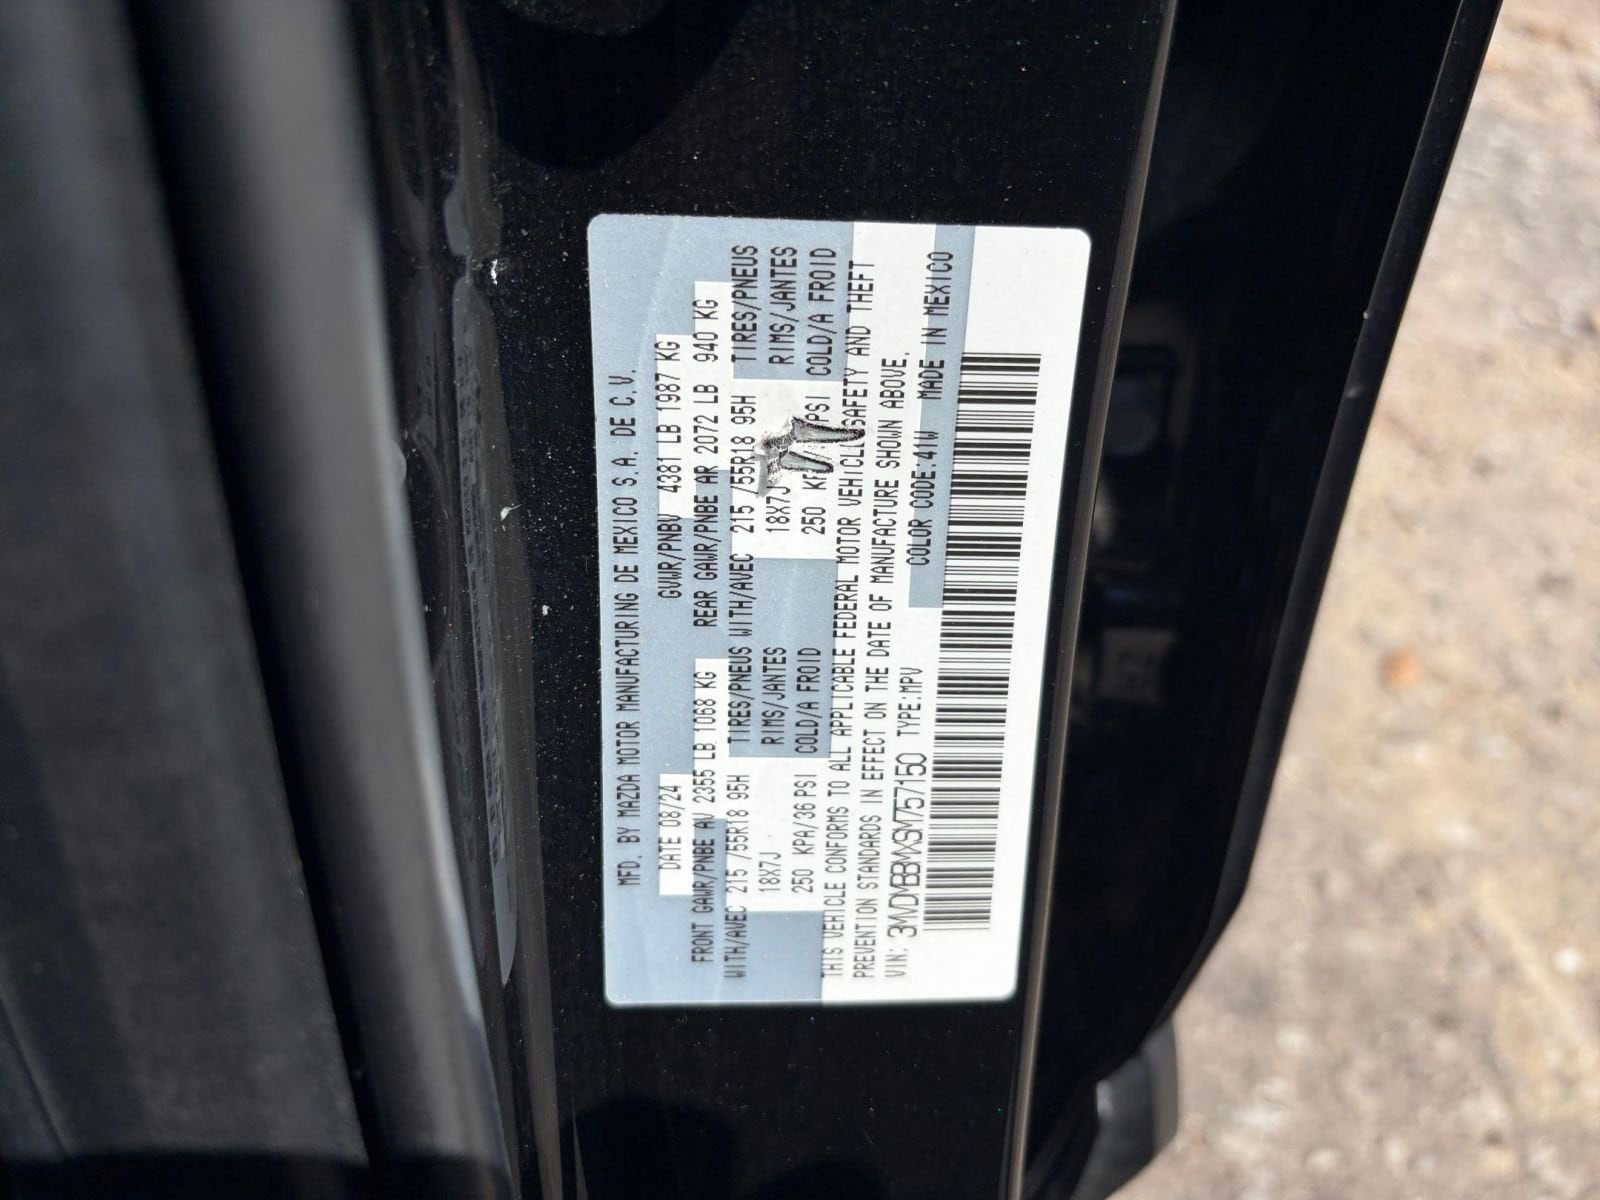 MFD. BY MAZDA MOTOR MANUFACTURING DE MEXICO S.A. DE C.V.
DATE 08/24 GVWR/PNBV 4381 LB 1987 KG
FRONT GAWR/PNBE AV 2355 LB 1068 KG REAR GAWR/PNBE AR 2072 LB 940 KG
WITH/AVEC 215 /55R18 95H TIRES/PNEUS WITH/AVEC 215 /55R18 95H TIRES/PNEUS
18X7J RIMS/JANTES 18X7J RIMS/JANTES
250 KPA/36 PSI COLD/A FROID 250 PSI COLD/A FROID
THIS VEHICLE CONFORMS TO ALL APPLICABLE FEDERAL MOTOR VEHICLE SAFETY AND THEFT
PREVENTION STANDARDS IN EFFECT ON THE DATE OF MANUFACTURE SHOWN ABOVE.
VIN: 3MVDMBBMXSM757150 TYPE:MPV COLOR CODE:41W MADE IN MEXICO